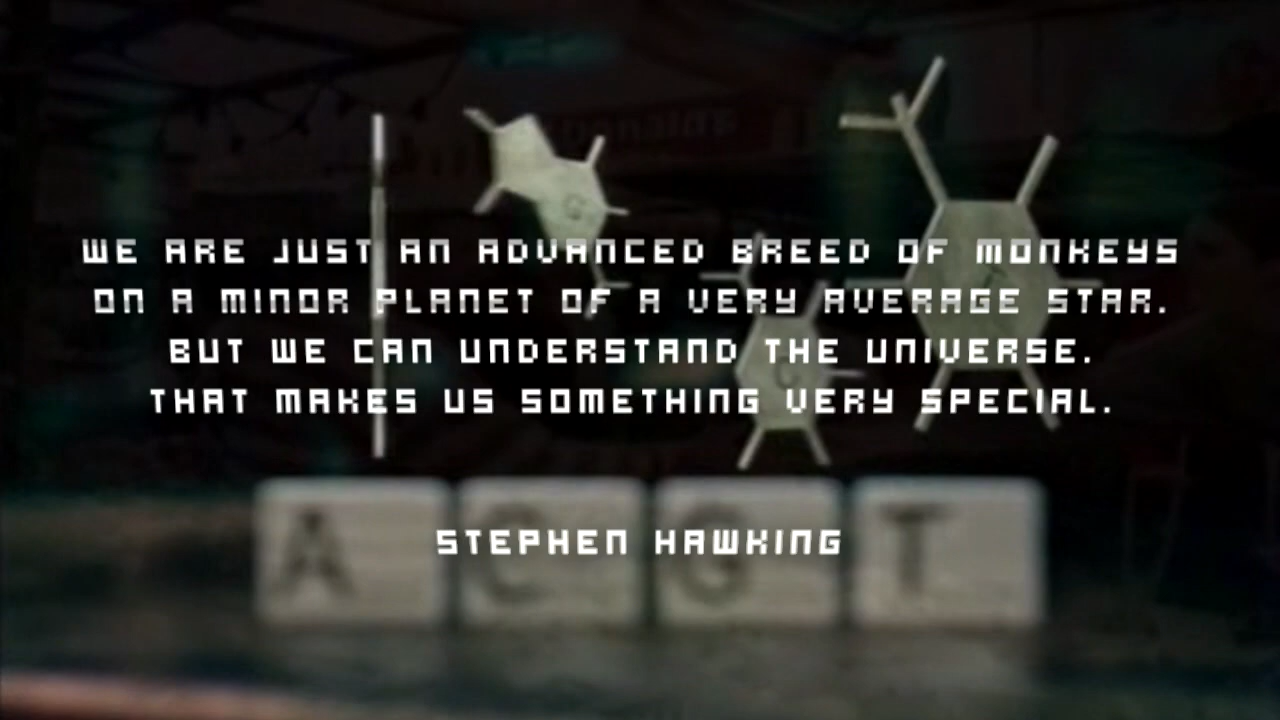 WE ARE JUST AN ADVANCED BREED OF MONKEYS
ON A MINOR PLANET OF A VERY AVERAGE STAR.
BUT WE CAN UNDERSTAND THE UNIVERSE.
THAT MAKES US SOMETHING VERY SPECIAL.
STEPHEN HAWKING
A C G T